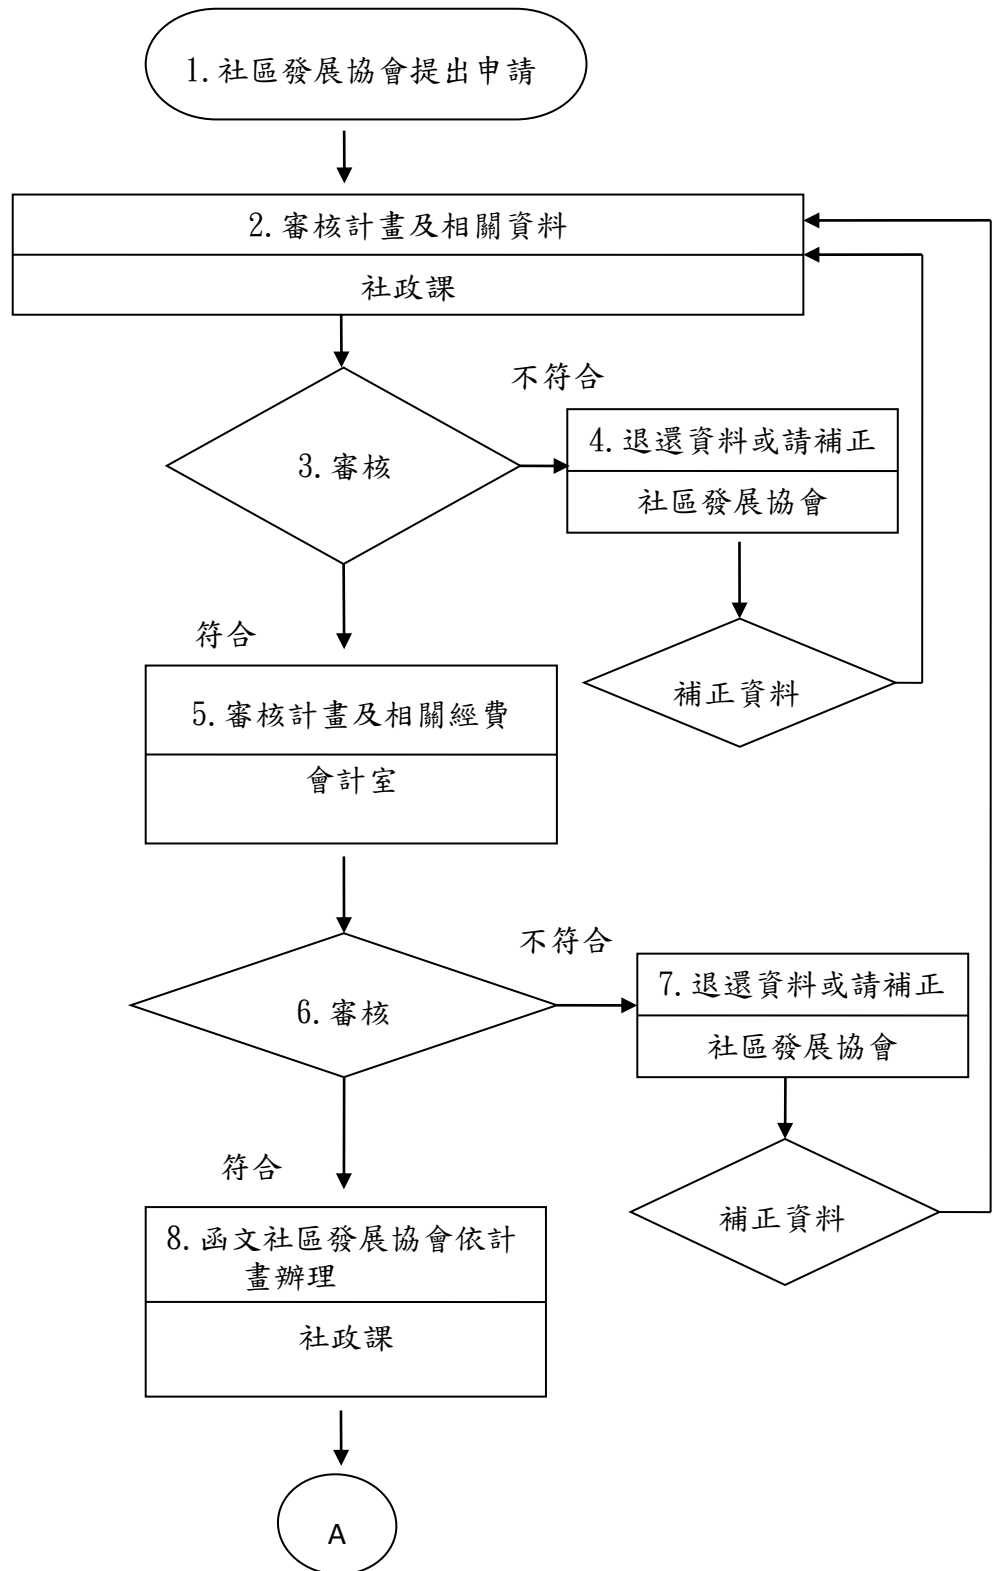 1.社區發展協會提出申請
2.審核計畫及相關資料
社政課
不符合
3.審核
4.退還資料或請補正
社區發展協會
符合
補正資料
5.審核計畫及相關經費
會計室
不符合
6.審核
7.退還資料或請補正
社區發展協會
符合
補正資料
8.函文社區發展協會依計
畫辦理
社政課
A